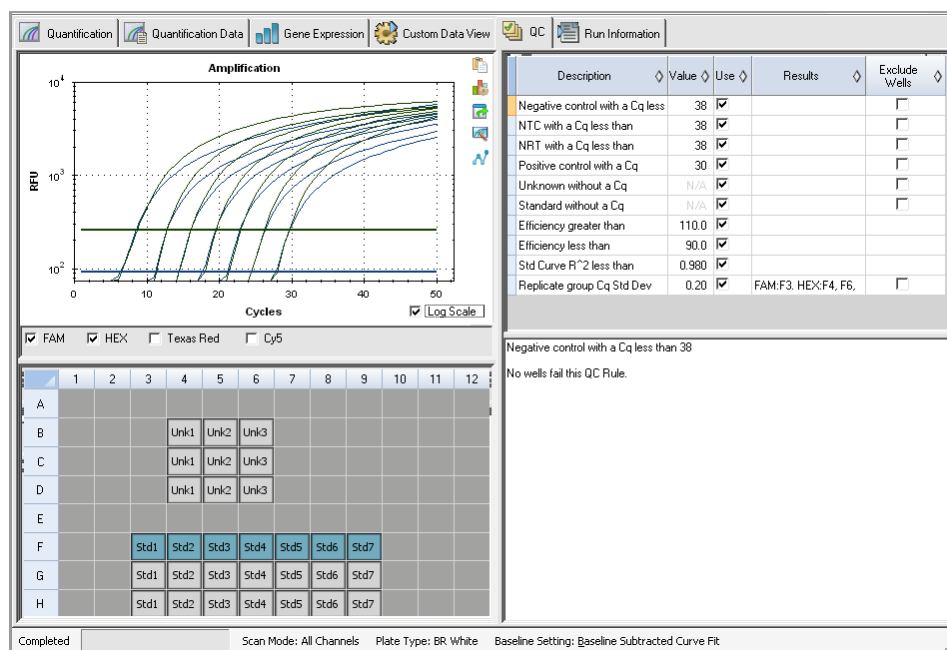 Quantification Quantification Data Gene Expression Custom Data View QC Run Information
Amplification
10^4
10^3
10^2
RFU
0 10 20 30 40 50
Cycles
Log Scale
FAM HEX Texas Red Cy5
1 2 3 4 5 6 7 8 9 10 11 12
A
B Unk1 Unk2 Unk3
C Unk1 Unk2 Unk3
D Unk1 Unk2 Unk3
E
F Std1 Std2 Std3 Std4 Std5 Std6 Std7
G Std1 Std2 Std3 Std4 Std5 Std6 Std7
H Std1 Std2 Std3 Std4 Std5 Std6 Std7
Description Value Use Results Exclude Wells
Negative control with a Cq less 38
NTC with a Cq less than 38
NRT with a Cq less than 38
Positive control with a Cq 30
Unknown without a Cq N/A
Standard without a Cq N/A
Efficiency greater than 110.0
Efficiency less than 90.0
Std Curve R^2 less than 0.980
Replicate group Cq Std Dev 0.20 FAM:F3. HEX:F4, F6,
Negative control with a Cq less than 38
No wells fail this QC Rule.
Completed Scan Mode: All Channels Plate Type: BR White Baseline Setting: Baseline Subtracted Curve Fit